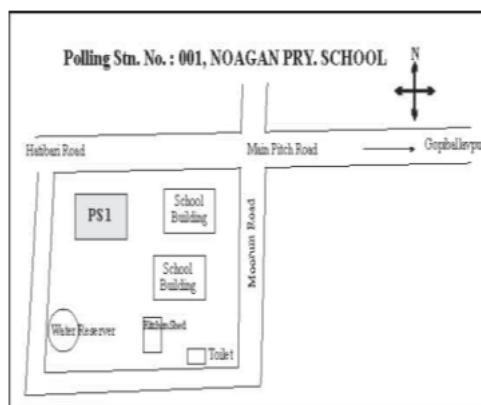 Polling Stn. No. : 001, NOAGAN PRY. SCHOOL
N
Hatibari Road
Main Pitch Road
Gopiballavpu
PS1
School
Building
Moorum Road
School
Building
Water Reserver
Kitchen Shed
Toilet